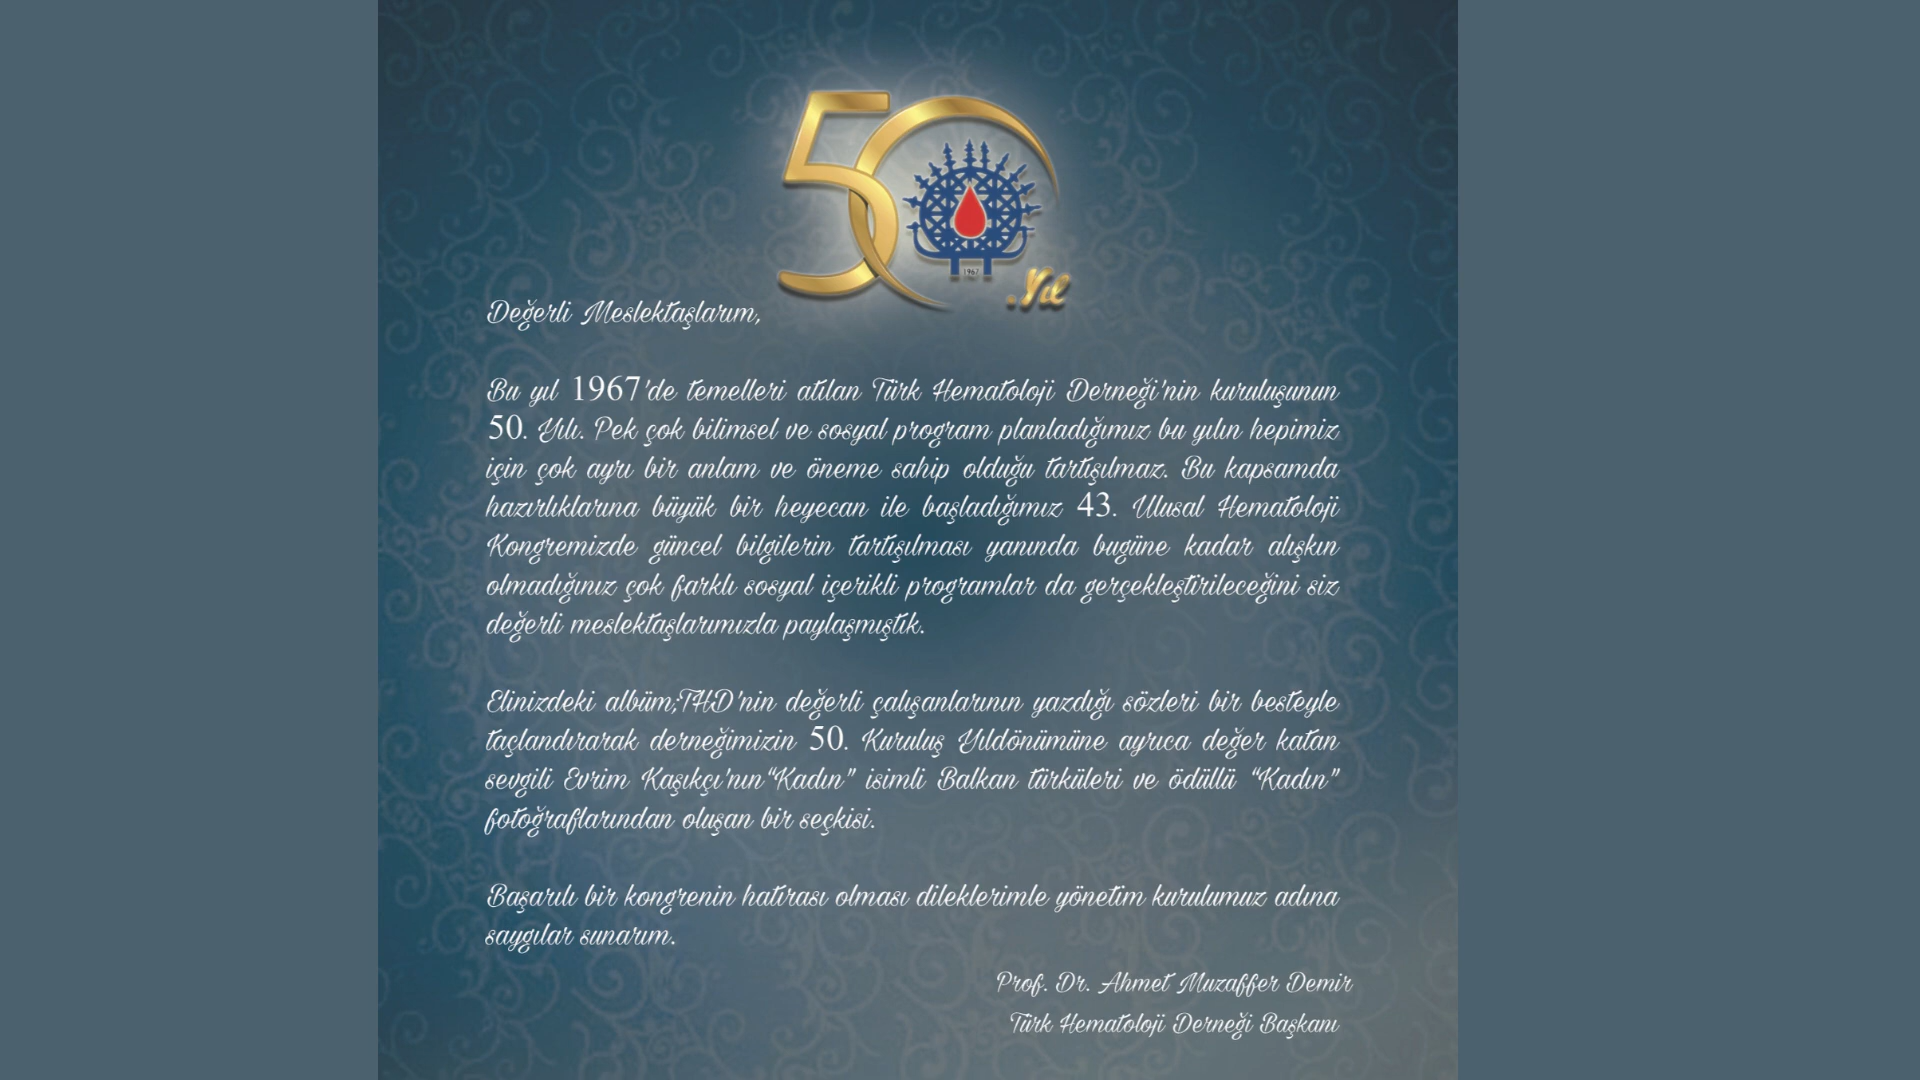 50
1967
.Yıl
Değerli Meslektaşlarım,
Bu yıl 1967'de temelleri atılan Türk Hematoloji Derneği'nin kuruluşunun
50. Yılı. Pek çok bilimsel ve sosyal program planladığımız bu yılın hepimiz
için çok ayrı bir anlam ve öneme sahip olduğu tartışılmaz. Bu kapsamda
hazırlıklarına büyük bir heyecan ile başladığımız 43. Ulusal Hematoloji
Kongremizde güncel bilgilerin tartışılması yanında bugüne kadar alışkın
olmadığınız çok farklı sosyal içerikli programlar da gerçekleştirileceğini siz
değerli meslektaşlarımızla paylaşmıştık.
Elinizdeki albüm;THD'nin değerli çalışanlarının yazdığı sözleri bir besteyle
taçlandırarak derneğimizin 50. Kuruluş Yıldönümüne ayrıca değer katan
sevgili Evrim Kaşıkçı'nın“Kadın” isimli Balkan türküleri ve ödüllü “Kadın”
fotoğraflarından oluşan bir seçkisi.
Başarılı bir kongrenin hatırası olması dileklerimle yönetim kurulumuz adına
saygılar sunarım.
Prof. Dr. Ahmet Muzaffer Demir
Türk Hematoloji Derneği Başkanı